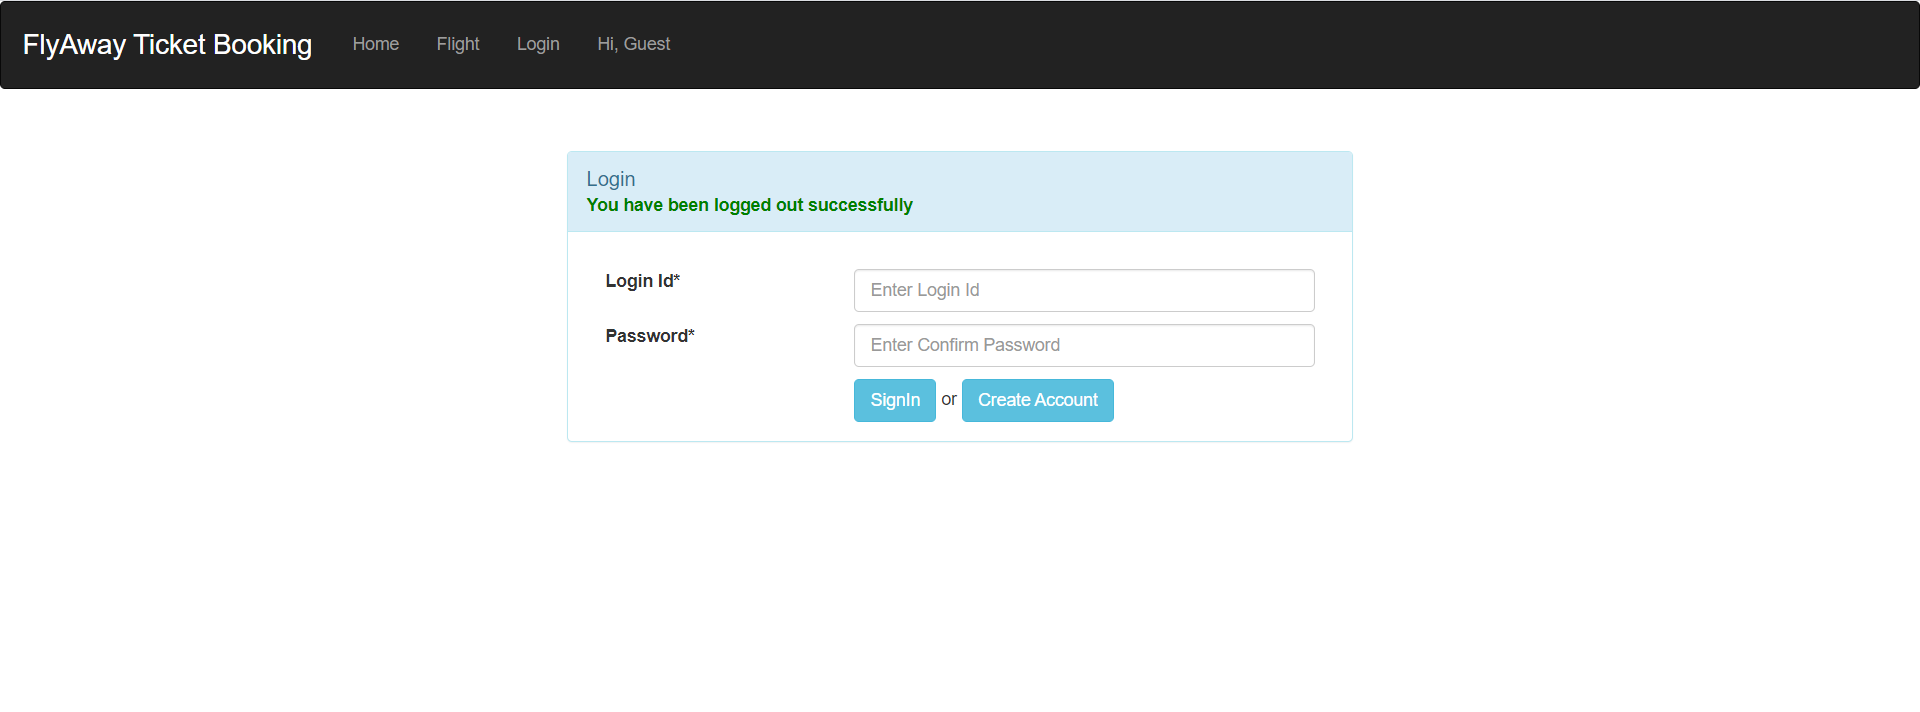 FlyAway Ticket Booking Home Flight Login Hi, Guest
Login
You have been logged out successfully
Login Id* Enter Login Id
Password* Enter Confirm Password
SignIn or Create Account